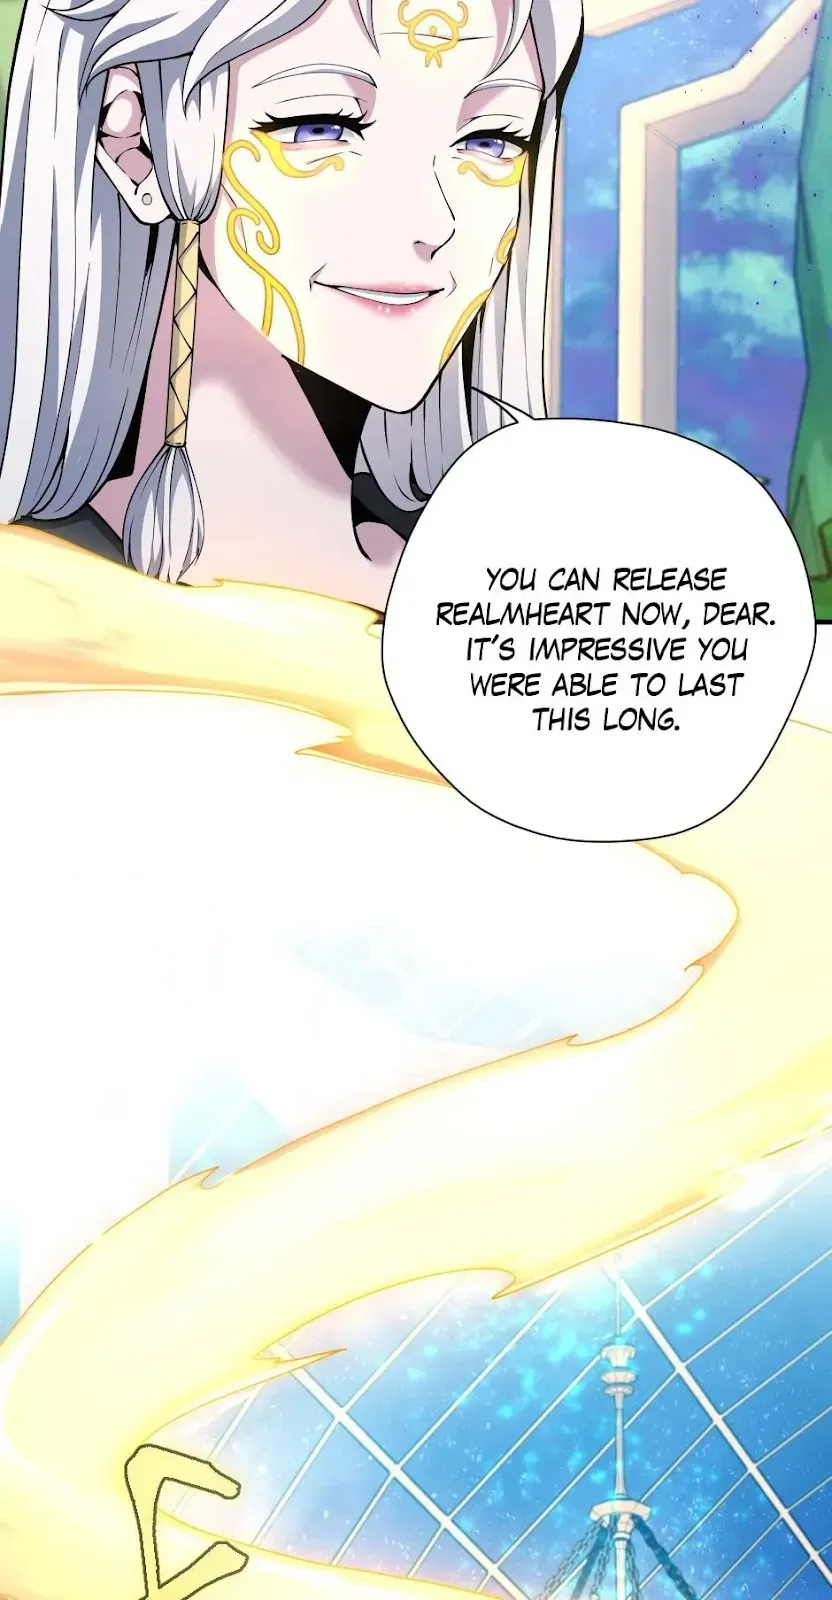 YOU CAN RELEASE
REALMHEART NOW, DEAR.
IT'S IMPRESSIVE YOU
WERE ABLE TO LAST
THIS LONG.